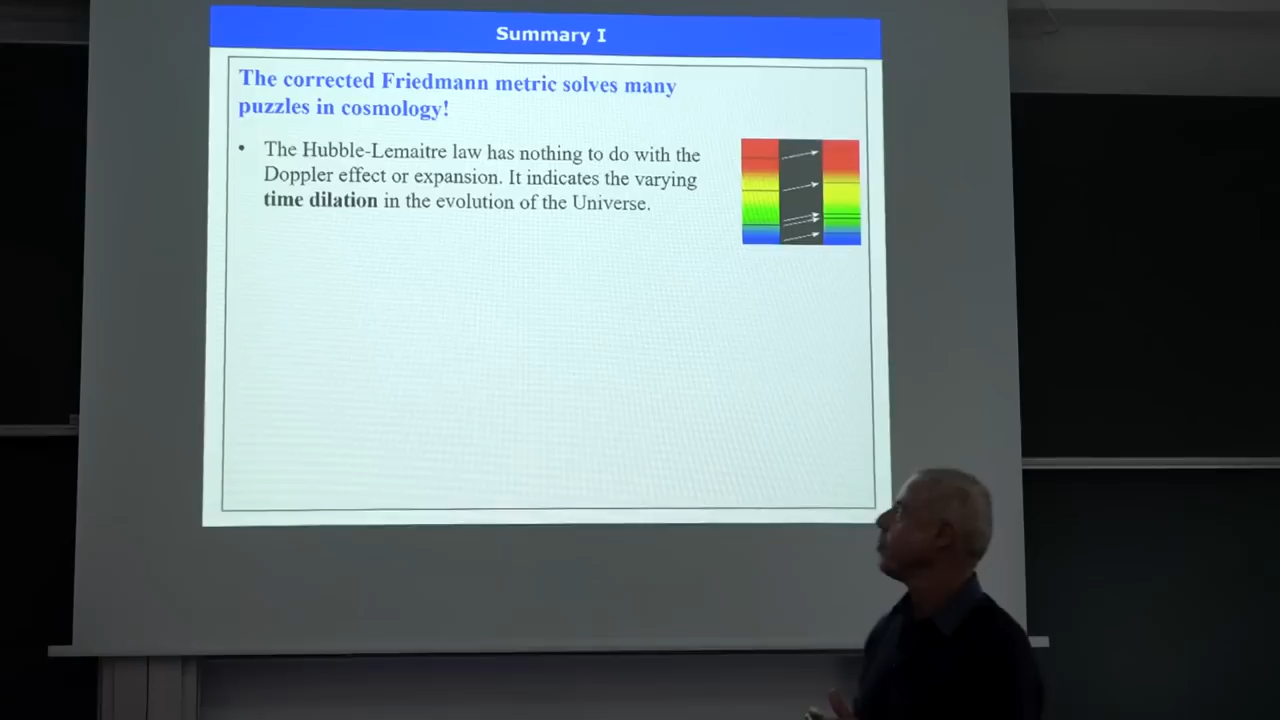 Summary I
The corrected Friedmann metric solves many
puzzles in cosmology!
• The Hubble-Lemaitre law has nothing to do with the
Doppler effect or expansion. It indicates the varying
time dilation in the evolution of the Universe.